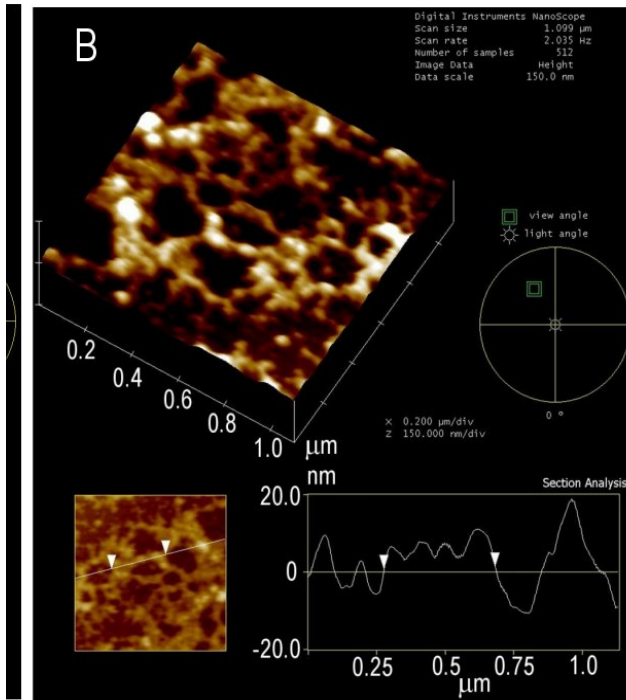 B
Digital Instruments NanoScope
Scan size 1.099 µm
Scan rate 2.035 Hz
Number of samples 512
Image Data Height
Data scale 150.0 nm
view angle
light angle
0 °
0.2
0.4
0.6
0.8
1.0
µm
X 0.200 µm/div
Z 150.000 nm/div
nm
Section Analysis
20.0
0
-20.0
0.25
0.50
0.75
1.0
µm